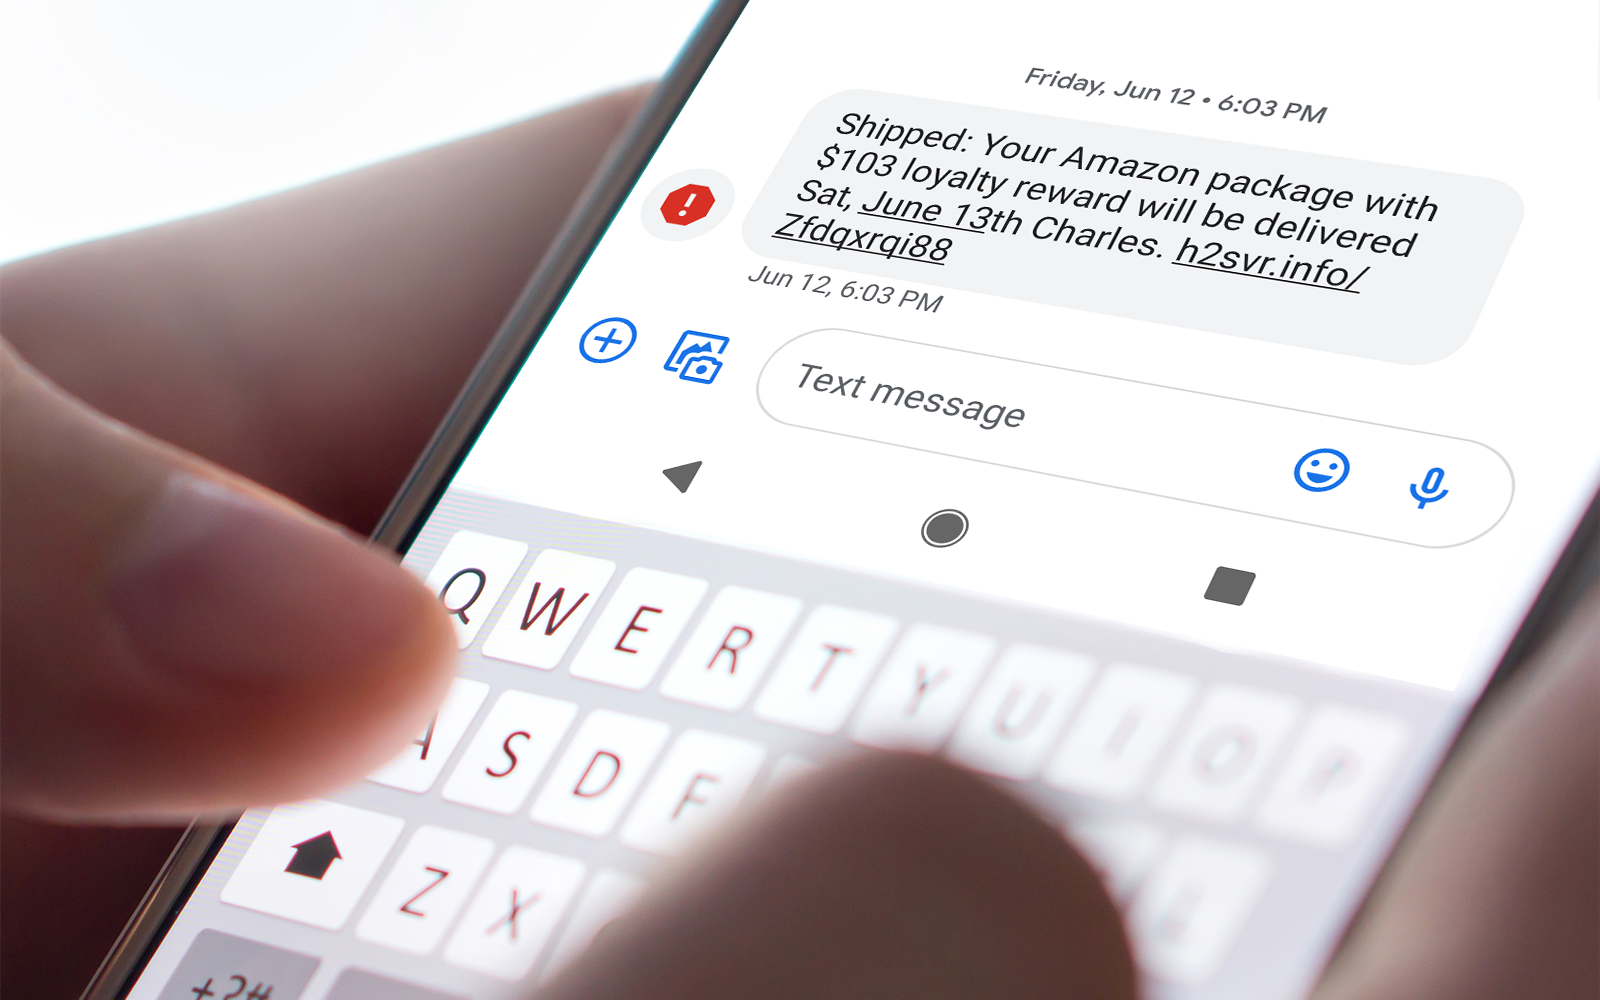 Friday, Jun 12 • 6:03 PM
Shipped: Your Amazon package with
$103 loyalty reward will be delivered
Sat, June 13th Charles. h2svr.info/
Zfdqxrqi88
Jun 12, 6:03 PM
Text message
Q W E R T Y U I O P
A S D F
Z X
+?#